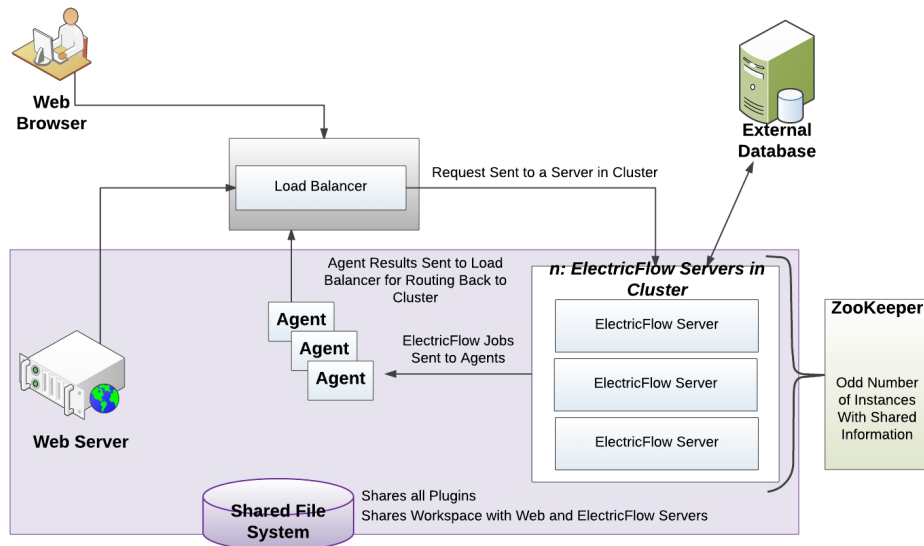 Web
Browser
External
Database
Load Balancer
Request Sent to a Server in Cluster
Agent Results Sent to Load
Balancer for Routing Back to
Cluster
n: ElectricFlow Servers in
Cluster
ElectricFlow Server
ElectricFlow Server
ElectricFlow Server
Agent
Agent
Agent
ElectricFlow Jobs
Sent to Agents
ZooKeeper
Odd Number
of Instances
With Shared
Information
Web Server
Shared File
System
Shares all Plugins
Shares Workspace with Web and ElectricFlow Servers